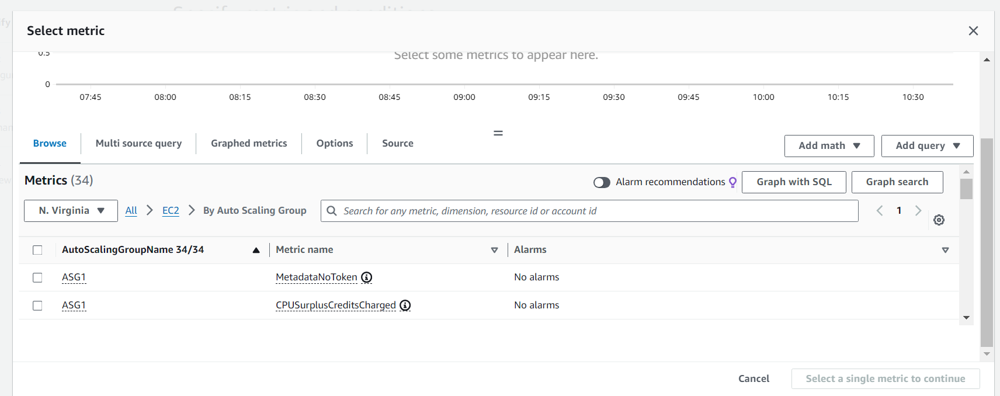 Select metric
0.5
Select some metrics to appear here.
0
07:45 08:00 08:15 08:30 08:45 09:00 09:15 09:30 09:45 10:00 10:15 10:30
Browse Multi source query Graphed metrics Options Source Add math Add query
Metrics (34) Alarm recommendations Graph with SQL Graph search
N. Virginia All EC2 By Auto Scaling Group Search for any metric, dimension, resource id or account id 1
AutoScalingGroupName 34/34 Metric name Alarms
ASG1 MetadataNoToken No alarms
ASG1 CPUSurplusCreditsCharged No alarms
Cancel Select a single metric to continue